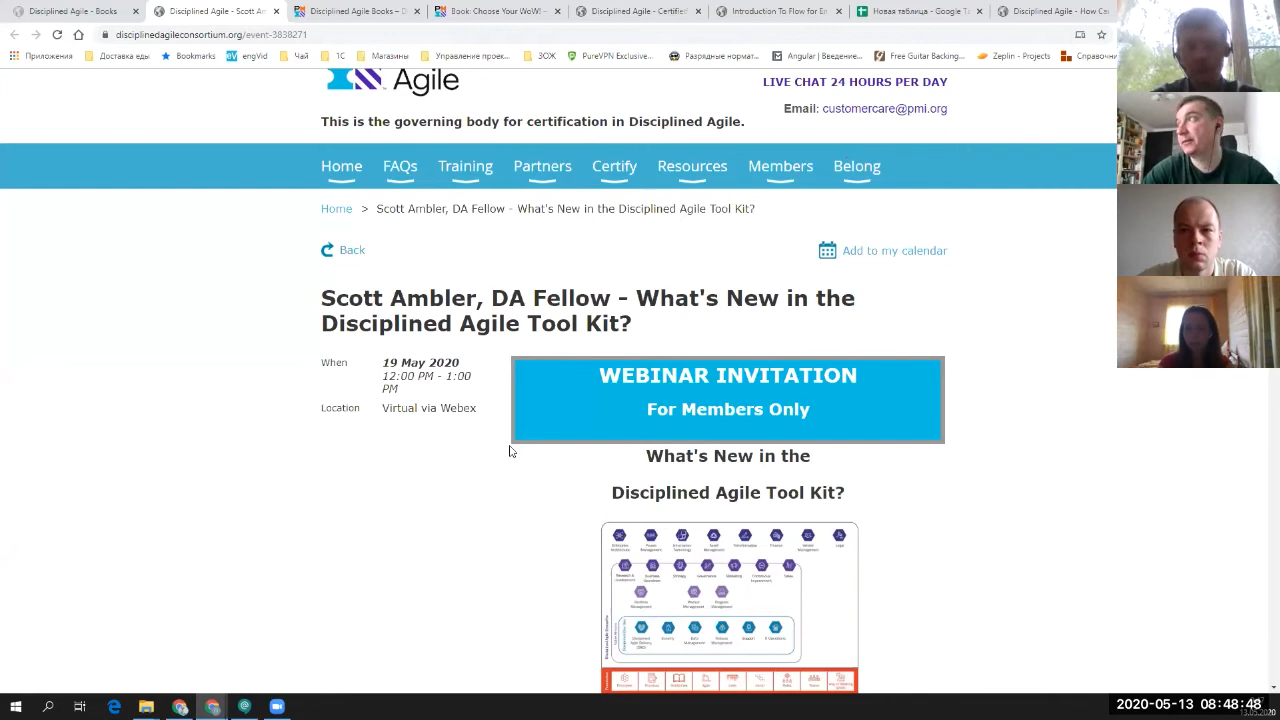 Disciplined Agile - Books
Disciplined Agile - Scott Am
Disciplined Agile Books – D
Book: Choose Your WoW! –
Disciplined Agile - Certified
Introduction To Flow for En
Новая таблица - Google Т
Disciplined Agile - How Ca
disciplinedagileconsortium.org/event-3838271
Приложения
Доставка еды
Bookmarks
engVid
Чай
1С
Магазины
Управление проек...
ЗОЖ
PurePVN Exclusive...
Разрядные нормат...
Angular | Введение...
Free Guitar Backing...
Zeplin - Projects
Справочни
Agile
LIVE CHAT 24 HOURS PER DAY
Email: customercare@pmi.org
This is the governing body for certification in Disciplined Agile.
Home FAQs Training Partners Certify Resources Members Belong
Home > Scott Ambler, DA Fellow - What's New in the Disciplined Agile Tool Kit?
Back
Add to my calendar
Scott Ambler, DA Fellow - What's New in the
Disciplined Agile Tool Kit?
When 19 May 2020
12:00 PM - 1:00
PM
Location Virtual via Webex
WEBINAR INVITATION
For Members Only
What's New in the
Disciplined Agile Tool Kit?
2020-05-13 08:48:48
13.05.2020